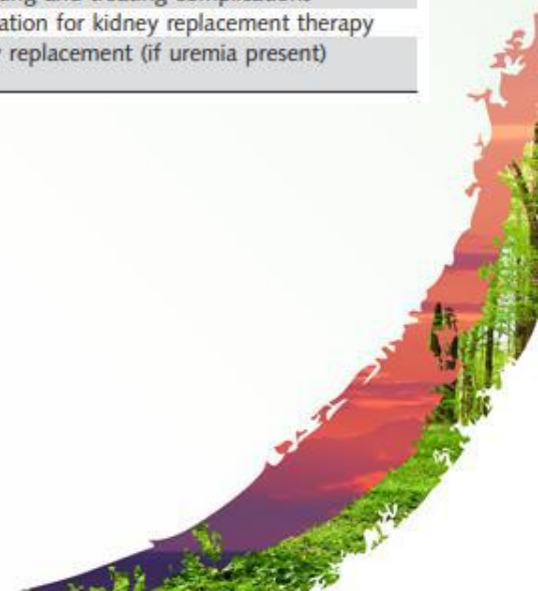 ation for kidney replacement therapy
replacement (if uremia present)